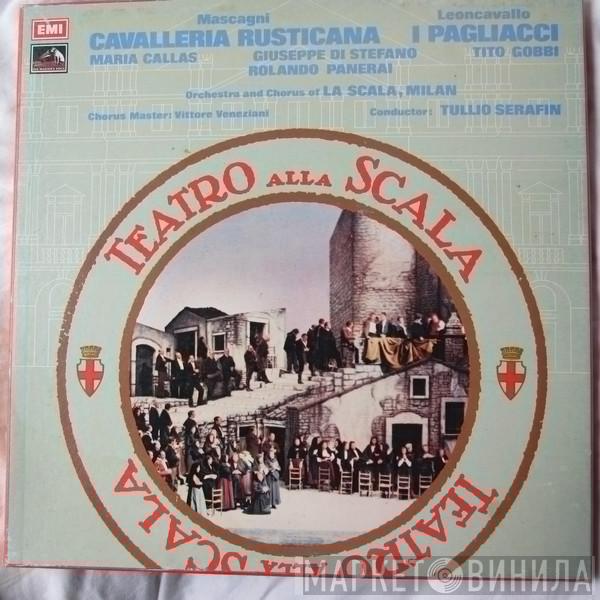 EMI
Mascagni
Leoncavallo
CAVALLERIA RUSTICANA
I PAGLIACCI
MARIA CALLAS
GIUSEPPE DI STEFANO
TITO GOBBI
ROLANDO PANERAI
Orchestra and Chorus of LA SCALA, MILAN
Chorus Master: Vittore Veneziani
Conductor: TULLIO SERAFIN
TEATRO ALLA SCALA
TEATRO ALLA SCALA
МАРКЕТ ВИНИЛА